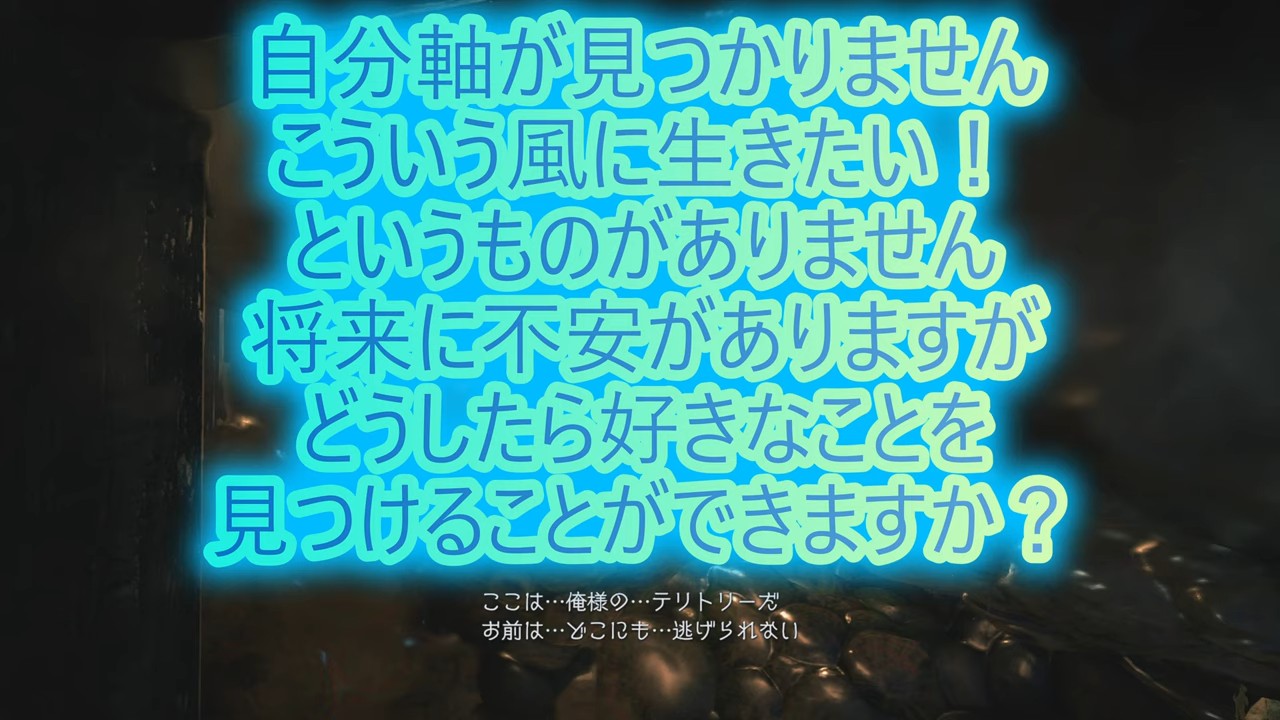 自分軸が見つかりません
こういう風に生きたい！
というものがありません
将来に不安がありますが
どうしたら好きなことを
見つけることができますか？
ここは…俺様の…テリトリーだ
お前は…どこにも…逃げられない